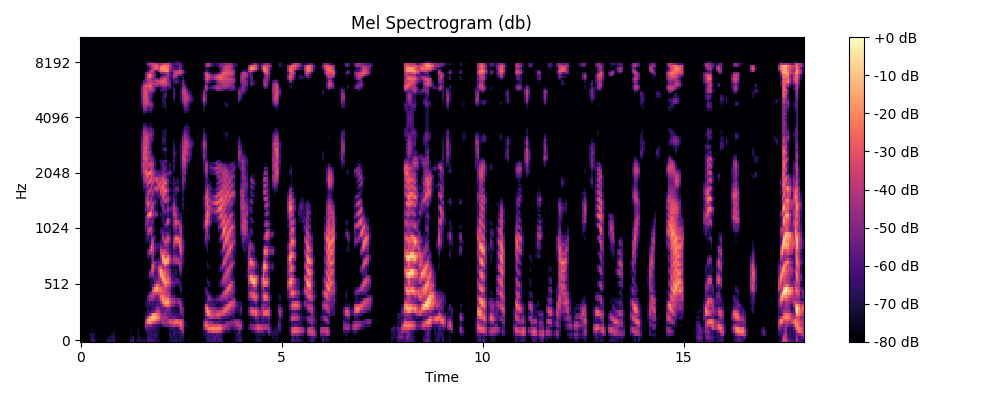 Mel Spectrogram (db)
Hz
8192
4096
2048
1024
512
0
0 5 10 15
Time
+0 dB
-10 dB
-20 dB
-30 dB
-40 dB
-50 dB
-60 dB
-70 dB
-80 dB